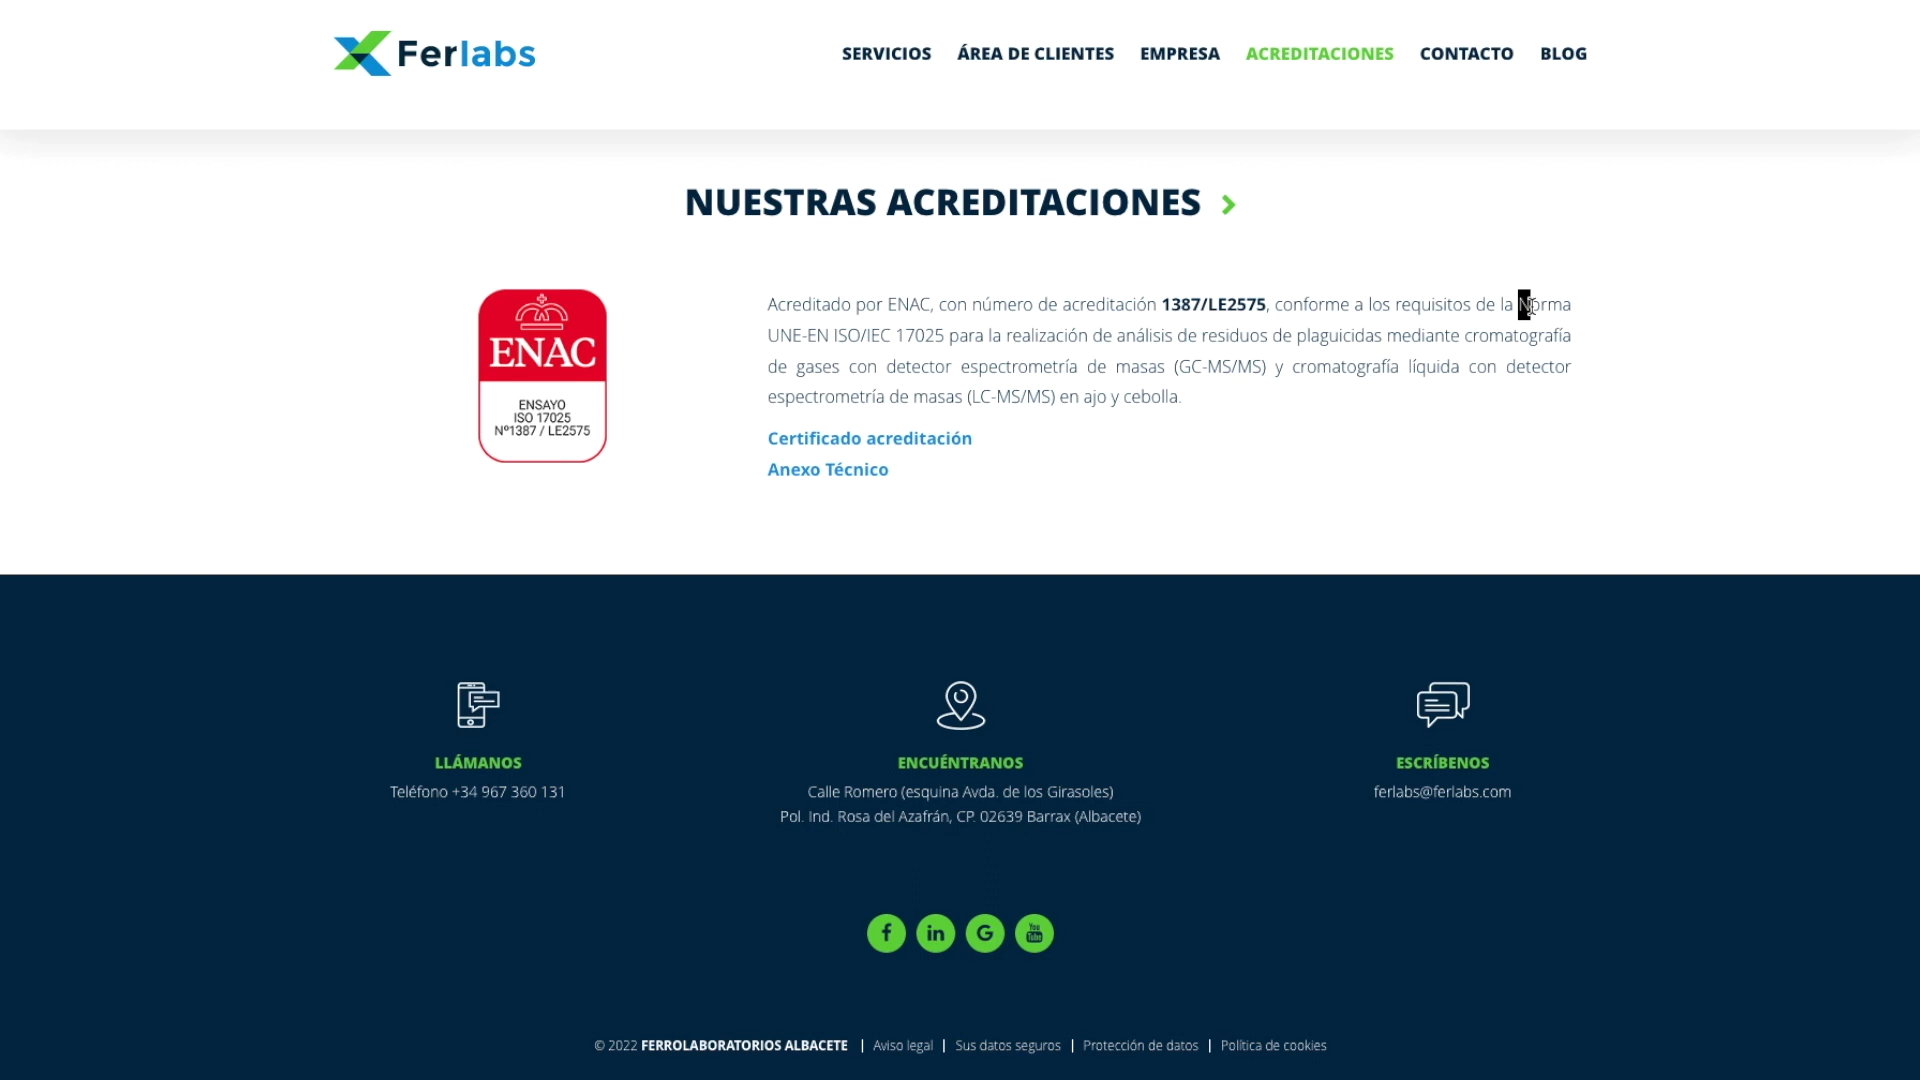 Ferlabs
SERVICIOS ÁREA DE CLIENTES EMPRESA ACREDITACIONES CONTACTO BLOG
NUESTRAS ACREDITACIONES
ENAC
ENSAYO
ISO 17025
Nº1387 / LE2575
Acreditado por ENAC, con número de acreditación 1387/LE2575, conforme a los requisitos de la Norma
UNE-EN ISO/IEC 17025 para la realización de análisis de residuos de plaguicidas mediante cromatografía
de gases con detector espectrometría de masas (GC-MS/MS) y cromatografía líquida con detector
espectrometría de masas (LC-MS/MS) en ajo y cebolla.
Certificado acreditación
Anexo Técnico
LLÁMANOS
Teléfono +34 967 360 131
ENCUÉNTRANOS
Calle Romero (esquina Avda. de los Girasoles)
Pol. Ind. Rosa del Azafrán, CP. 02639 Barrax (Albacete)
ESCRÍBENOS
ferlabs@ferlabs.com
f in G You Tube
© 2022 FERROLABORATORIOS ALBACETE | Aviso legal | Sus datos seguros | Protección de datos | Política de cookies